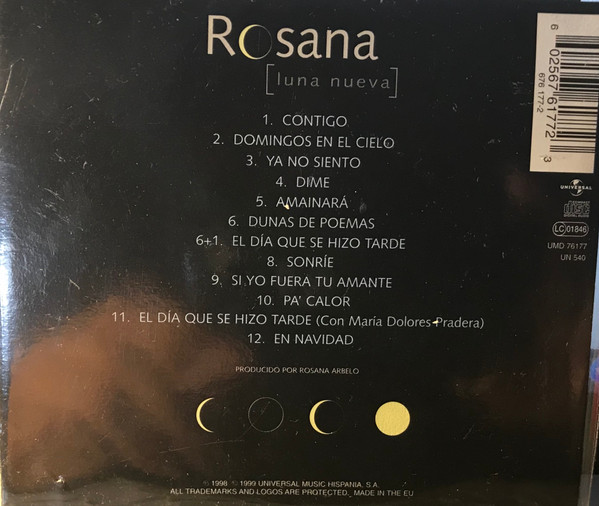 Rosana
[luna nueva]
1. CONTIGO
2. DOMINGOS EN EL CIELO
3. YA NO SIENTO
4. DIME
5. AMAINARÁ
6. DUNAS DE POEMAS
6+1. EL DÍA QUE SE HIZO TARDE
8. SONRÍE
9. SI YO FUERA TU AMANTE
10. PA' CALOR
11. EL DÍA QUE SE HIZO TARDE (Con Maria Dolores Pradera)
12. EN NAVIDAD
PRODUCIDO POR ROSANA ARBELO
℗ 1998 © 1999 UNIVERSAL MUSIC HISPANIA, S.A.
ALL TRADEMARKS AND LOGOS ARE PROTECTED. MADE IN THE EU
6 02567 61772 3
676 177-2
UNIVERSAL
LC 01846
UMD 76177
UN 540